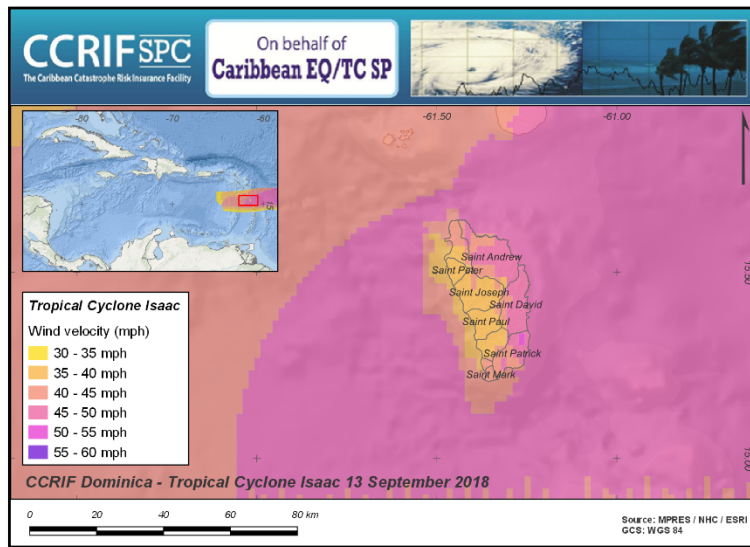 CCRIF SPC
The Caribbean Catastrophe Risk Insurance Facility
On behalf of
Caribbean EQ/TC SP
-80
-70
-60
15
-61.50
-61.00
15.50
15.00
Saint Andrew
Saint Peter
Saint Joseph
Saint David
Saint Paul
Saint Patrick
Saint Mark
Tropical Cyclone Isaac
Wind velocity (mph)
30 - 35 mph
35 - 40 mph
40 - 45 mph
45 - 50 mph
50 - 55 mph
55 - 60 mph
CCRIF Dominica - Tropical Cyclone Isaac 13 September 2018
0 20 40 60 80 km
Source: MPRES / NHC / ESRI
GCS: WGS 84